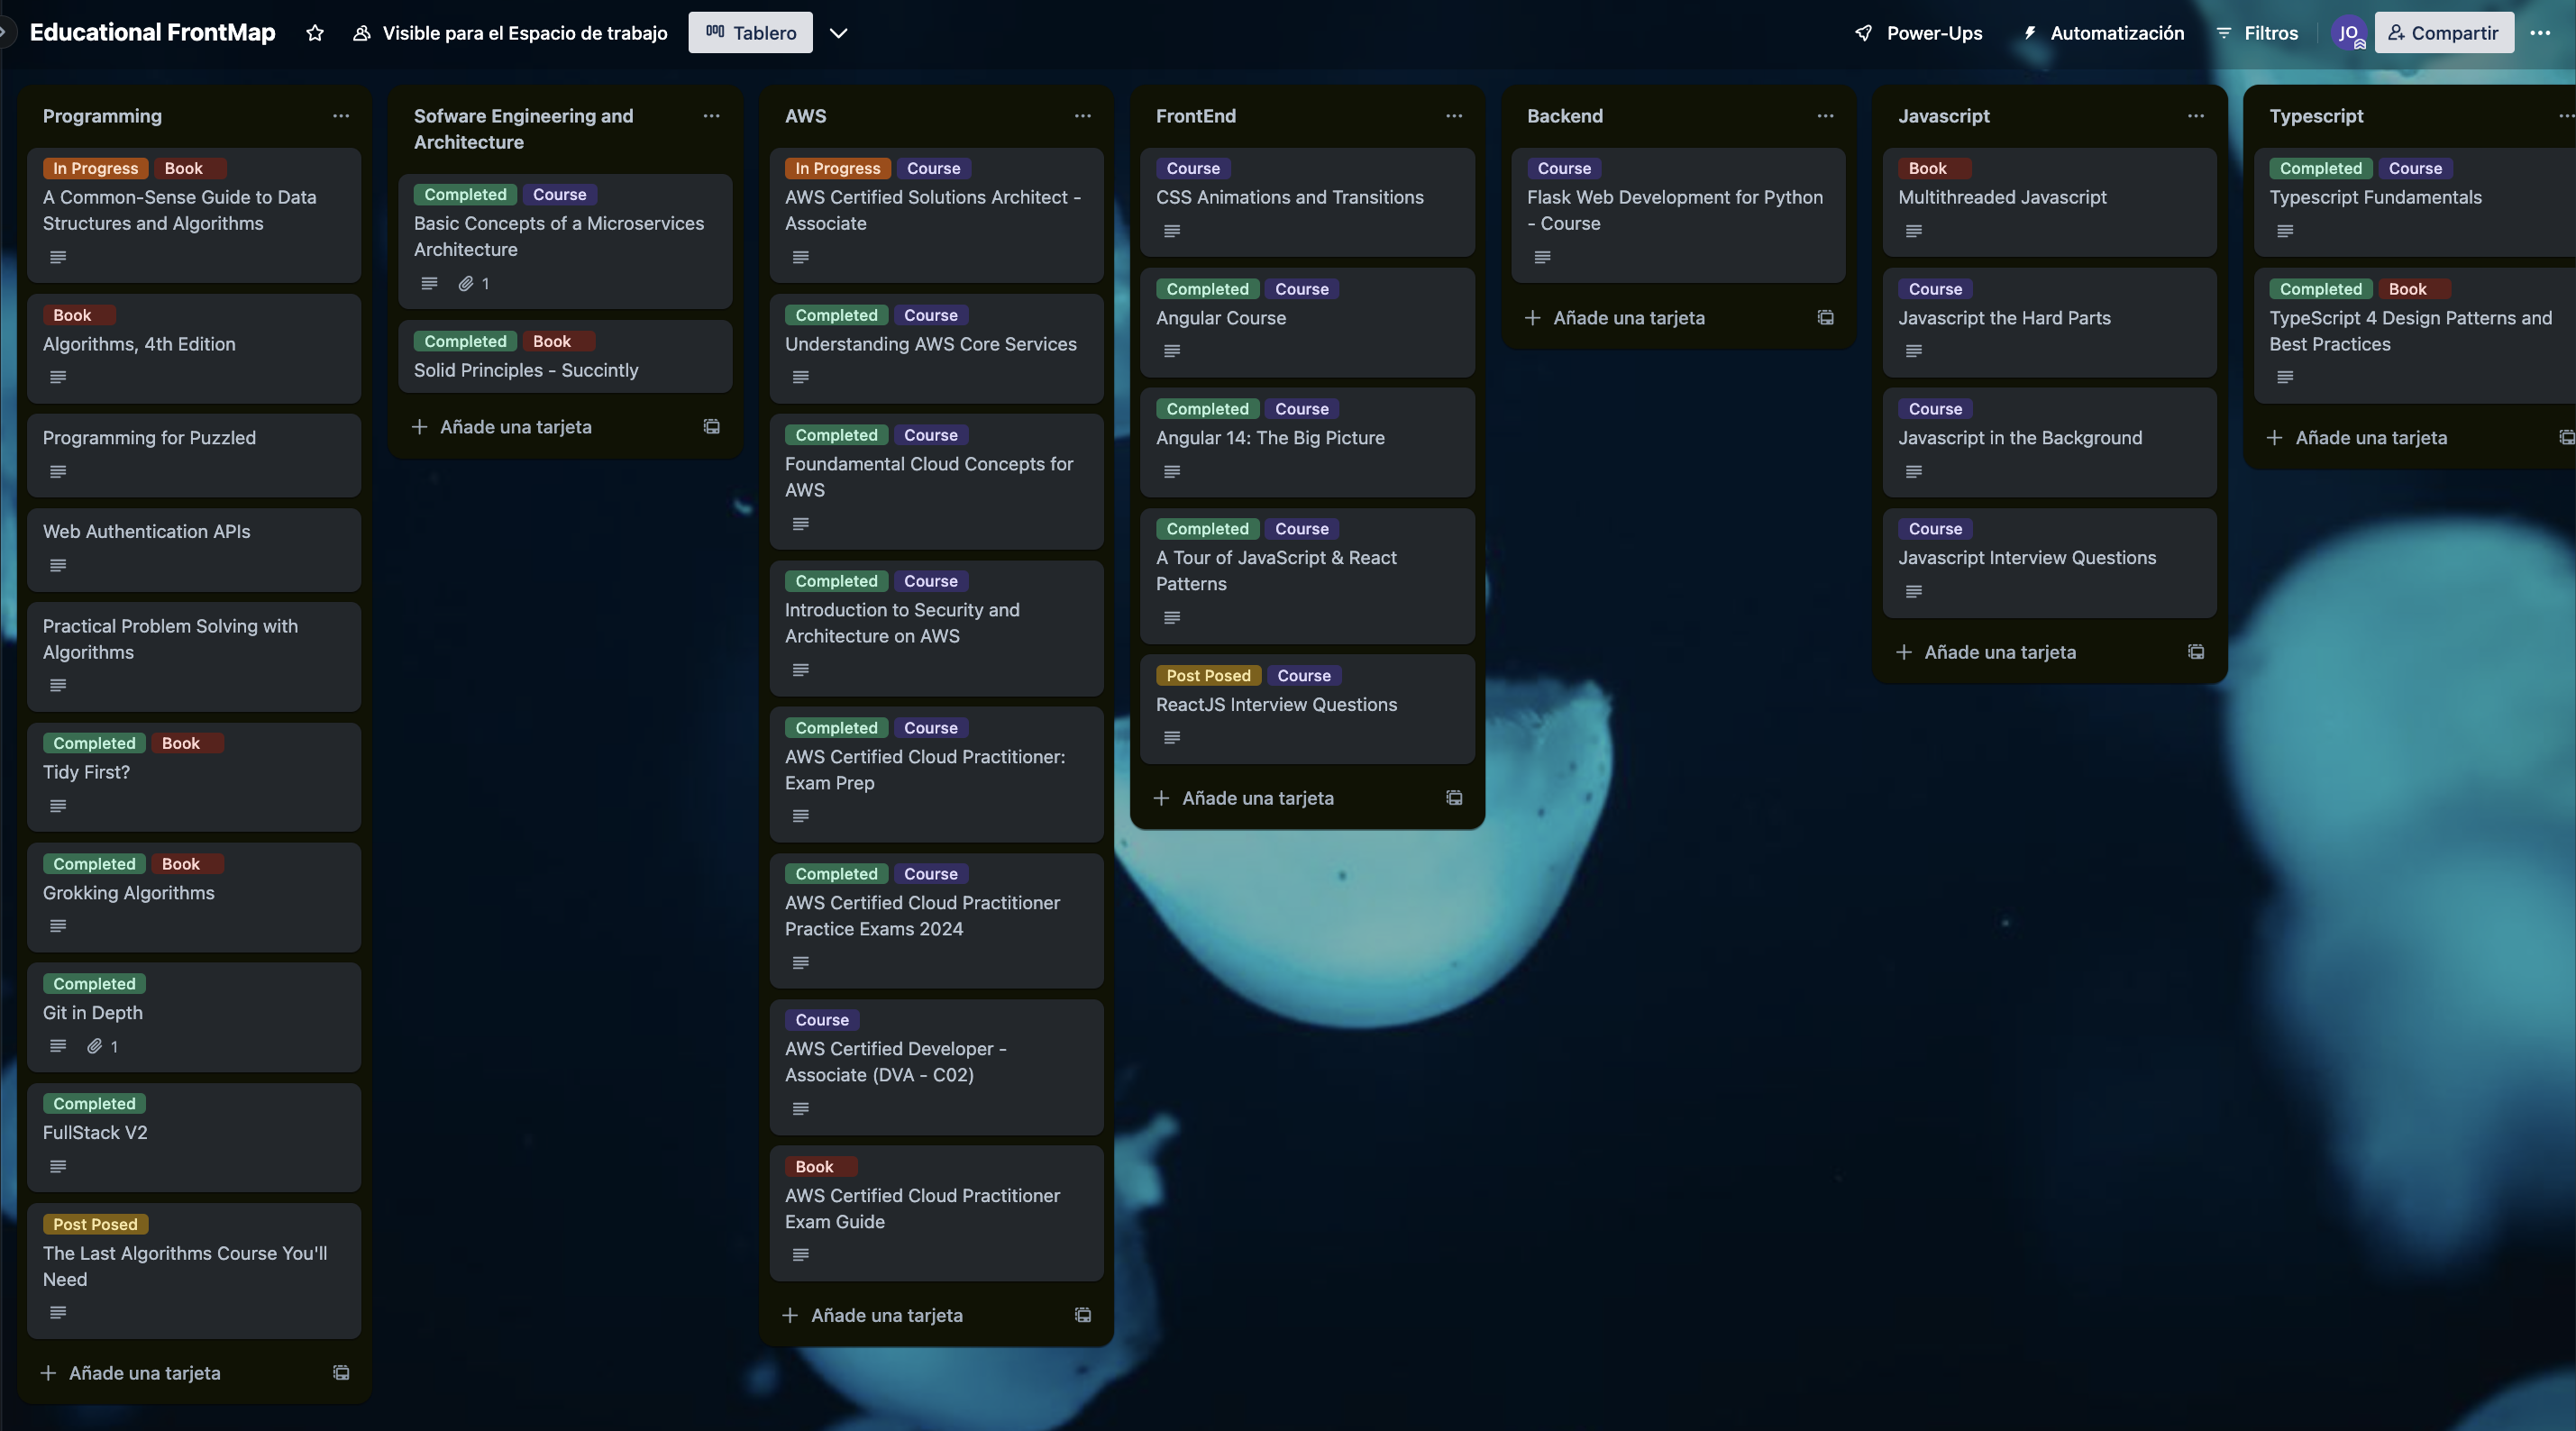 Educational FrontMap
Visible para el Espacio de trabajo
Tablero
Power-Ups
Automatización
Filtros
JO
Compartir
Programming
In Progress Book
A Common-Sense Guide to Data
Structures and Algorithms
Book
Algorithms, 4th Edition
Programming for Puzzled
Web Authentication APIs
Practical Problem Solving with
Algorithms
Completed Book
Tidy First?
Completed Book
Grokking Algorithms
Completed
Git in Depth
1
Completed
FullStack V2
Post Posed
The Last Algorithms Course You'll
Need
Añade una tarjeta
Sofware Engineering and
Architecture
Completed Course
Basic Concepts of a Microservices
Architecture
1
Completed Book
Solid Principles - Succintly
Añade una tarjeta
AWS
In Progress Course
AWS Certified Solutions Architect -
Associate
Completed Course
Understanding AWS Core Services
Completed Course
Foundamental Cloud Concepts for
AWS
Completed Course
Introduction to Security and
Architecture on AWS
Completed Course
AWS Certified Cloud Practitioner:
Exam Prep
Completed Course
AWS Certified Cloud Practitioner
Practice Exams 2024
Course
AWS Certified Developer -
Associate (DVA - C02)
Book
AWS Certified Cloud Practitioner
Exam Guide
Añade una tarjeta
FrontEnd
Course
CSS Animations and Transitions
Completed Course
Angular Course
Completed Course
Angular 14: The Big Picture
Completed Course
A Tour of JavaScript & React
Patterns
Post Posed Course
ReactJS Interview Questions
Añade una tarjeta
Backend
Course
Flask Web Development for Python
- Course
Añade una tarjeta
Javascript
Book
Multithreaded Javascript
Course
Javascript the Hard Parts
Course
Javascript in the Background
Course
Javascript Interview Questions
Añade una tarjeta
Typescript
Completed Course
Typescript Fundamentals
Completed Book
TypeScript 4 Design Patterns and
Best Practices
Añade una tarjeta